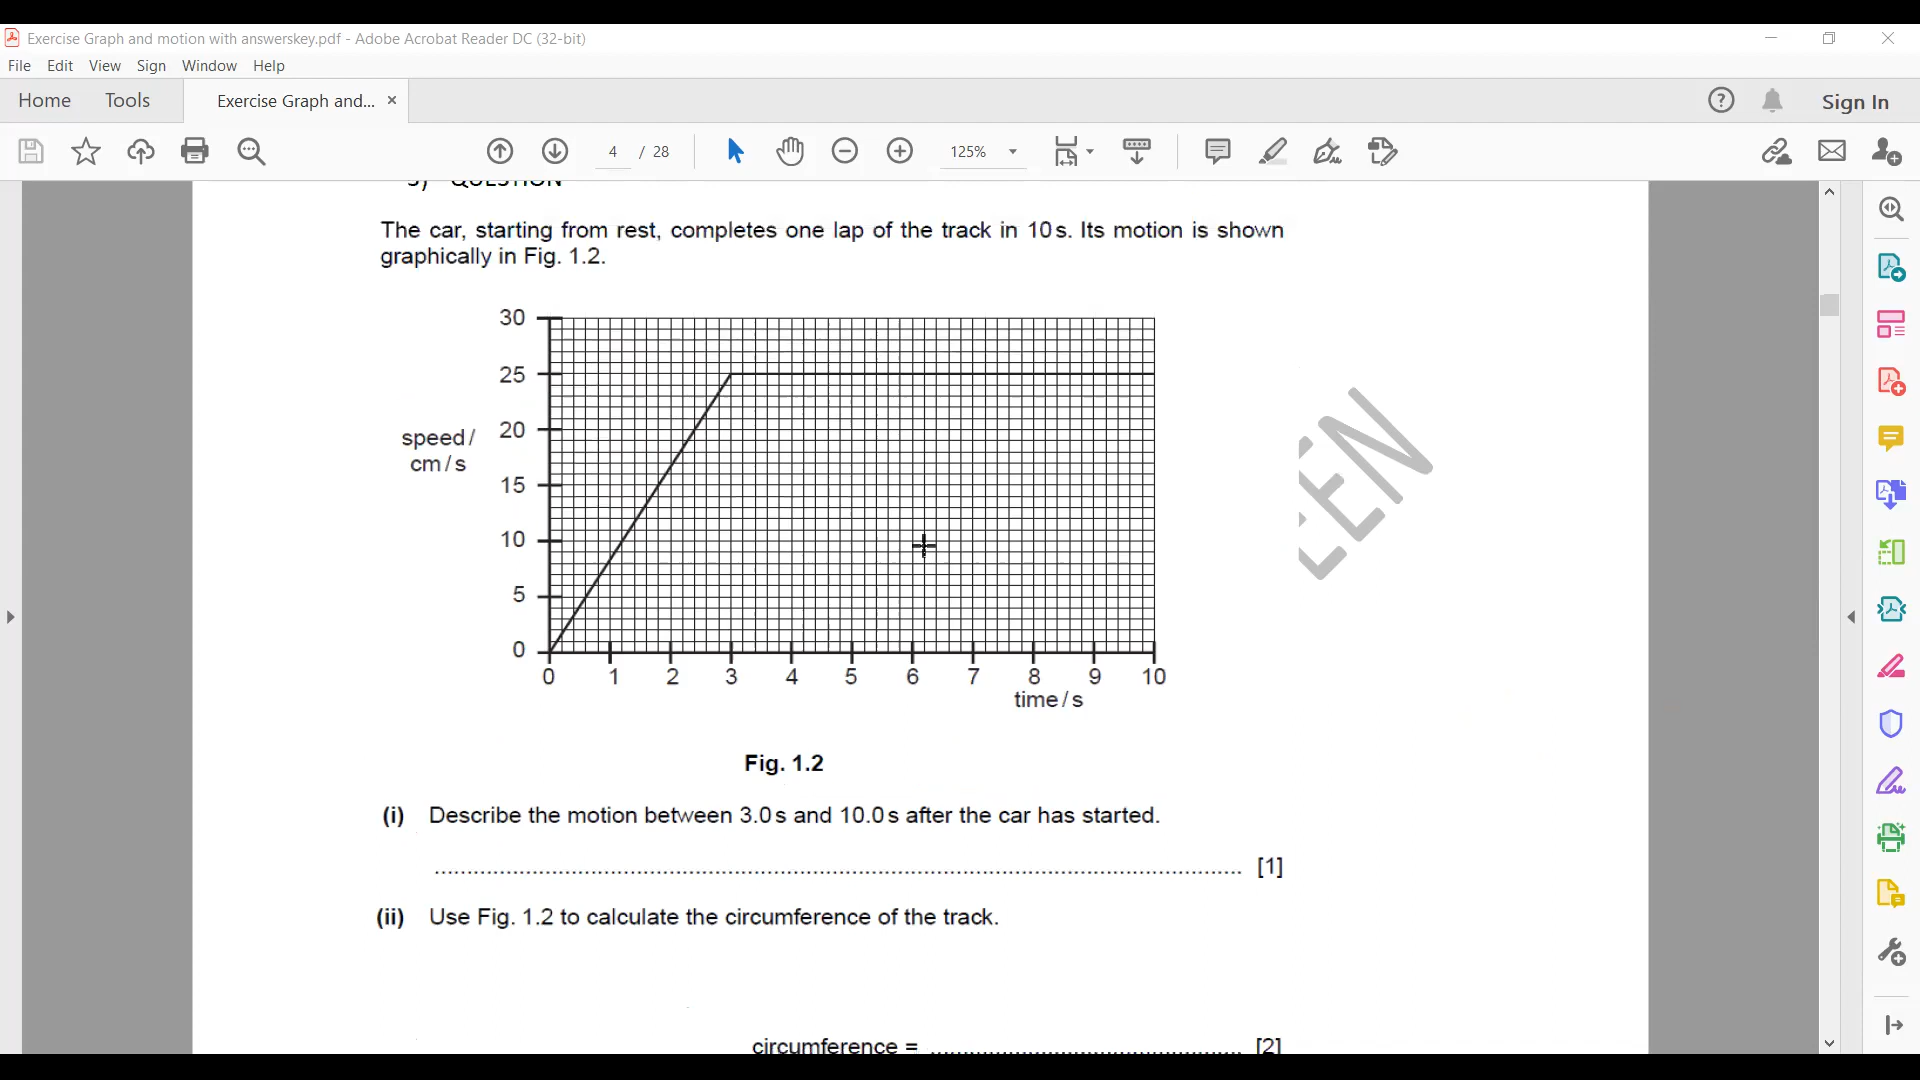 Exercise Graph and motion with answerskey.pdf - Adobe Acrobat Reader DC (32-bit)
File Edit View Sign Window Help
Home Tools Exercise Graph and... × Sign In
4 / 28 125%
3) QUESTION
The car, starting from rest, completes one lap of the track in 10 s. Its motion is shown
graphically in Fig. 1.2.
30
25
20
speed /
cm / s
15
10
5
0
0 1 2 3 4 5 6 7 8 9 10
time / s
EEN
Fig. 1.2
(i) Describe the motion between 3.0 s and 10.0 s after the car has started.
.......................................................................................................... [1]
(ii) Use Fig. 1.2 to calculate the circumference of the track.
circumference = ......................................... [2]